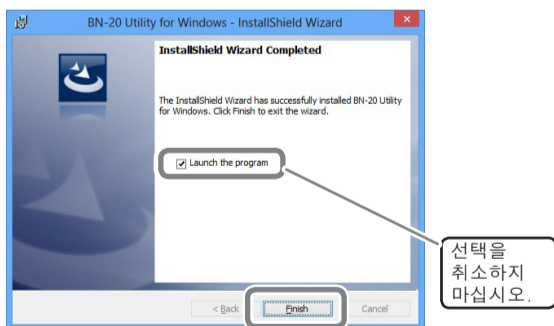 BN-20 Utility for Windows - InstallShield Wizard
InstallShield Wizard Completed
The InstallShield Wizard has successfully installed BN-20 Utility
for Windows. Click Finish to exit the wizard.
Launch the program
선택을
취소하지
마십시오.
< Back
Finish
Cancel